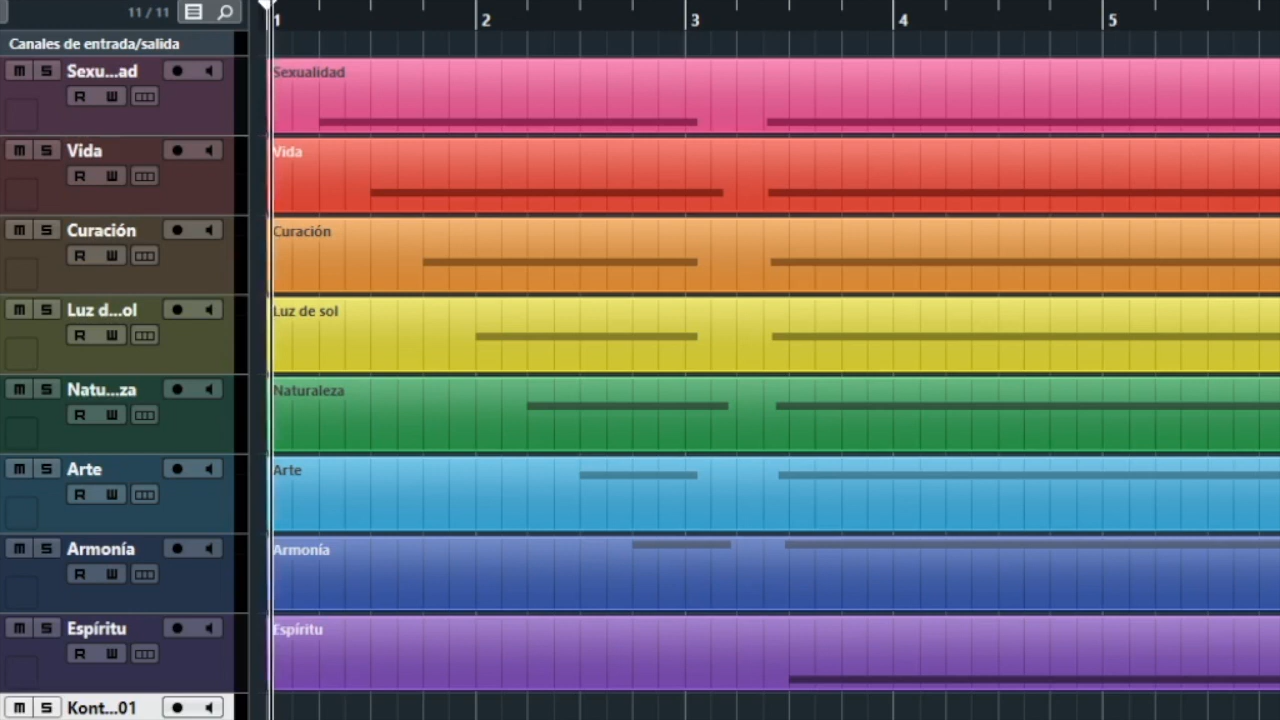 11 / 11
1 2 3 4 5
Canales de entrada/salida
m S Sexu...ad
R W
Sexualidad
m S Vida
R W
Vida
m S Curación
R W
Curación
m S Luz d...ol
R W
Luz de sol
m S Natu...za
R W
Naturaleza
m S Arte
R W
Arte
m S Armonía
R W
Armonía
m S Espíritu
R W
Espíritu
m S Kont...01